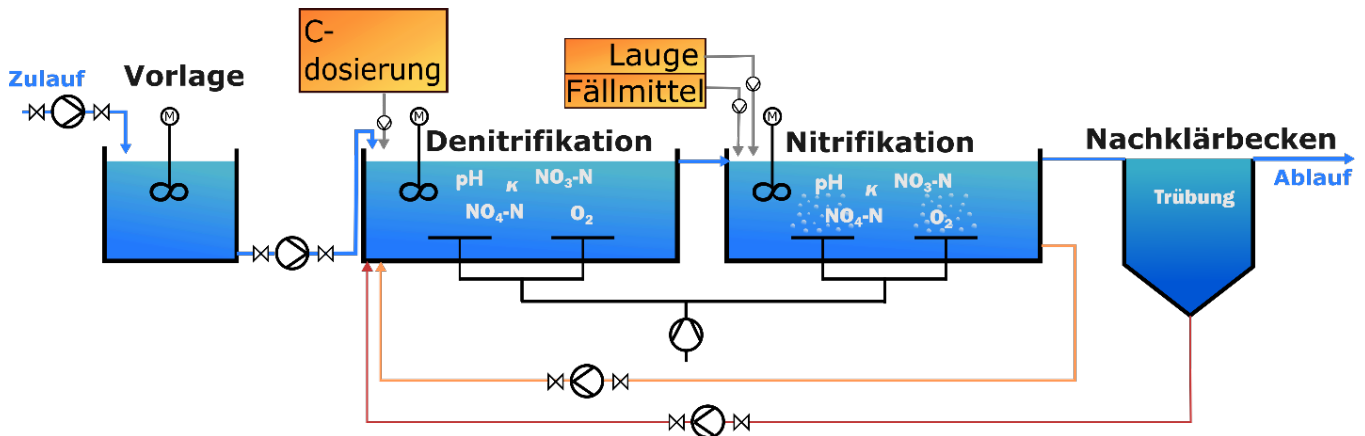 Zulauf
Vorlage
M
C-
dosierung
M
Denitrifikation
pH κ NO₃-N
NO₄-N O₂
Lauge
Fällmittel
M
Nitrifikation
pH κ NO₃-N
NO₄-N O₂
Nachklärbecken
Ablauf
Trübung